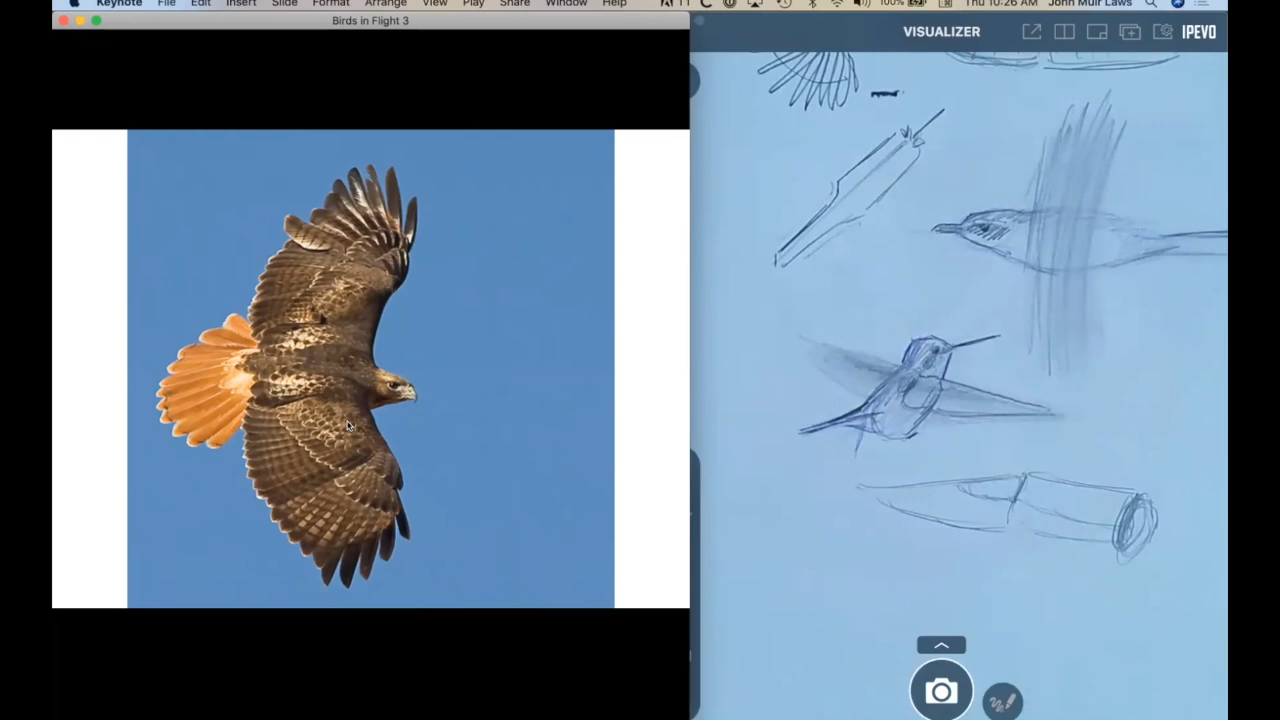 Keynote File Edit Insert Slide Format Arrange View Play Share Window Help 100% Thu 10:26 AM John Muir Laws
Birds in Flight 3
VISUALIZER IPEVO